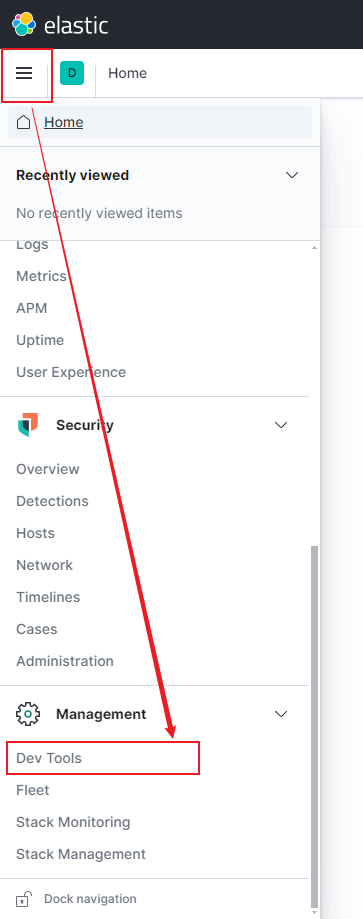 elastic
D
Home
Home
Recently viewed
No recently viewed items
Logs
Metrics
APM
Uptime
User Experience
Security
Overview
Detections
Hosts
Network
Timelines
Cases
Administration
Management
Dev Tools
Fleet
Stack Monitoring
Stack Management
Dock navigation